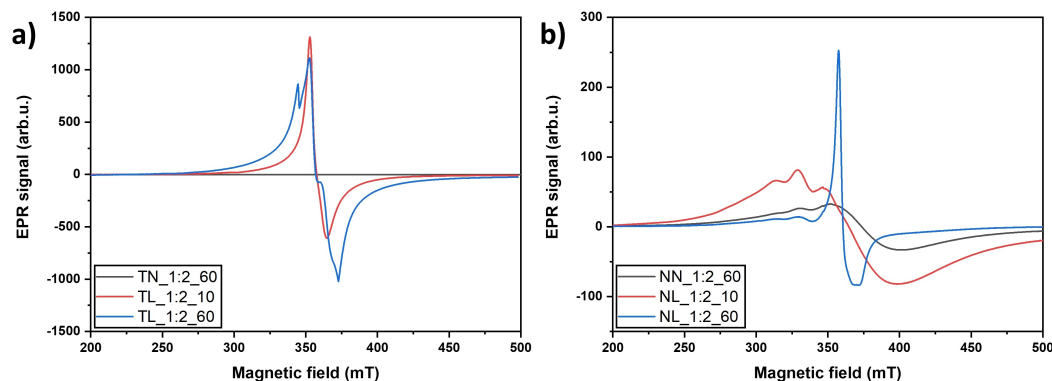 a)
EPR signal (arb.u.)
1500
1000
500
0
-500
-1000
-1500
TN_1:2_60
TL_1:2_10
TL_1:2_60
200
250
300
350
400
450
500
Magnetic field (mT)
b)
EPR signal (arb.u.)
300
200
100
0
-100
NN_1:2_60
NL_1:2_10
NL_1:2_60
200
250
300
350
400
450
500
Magnetic field (mT)